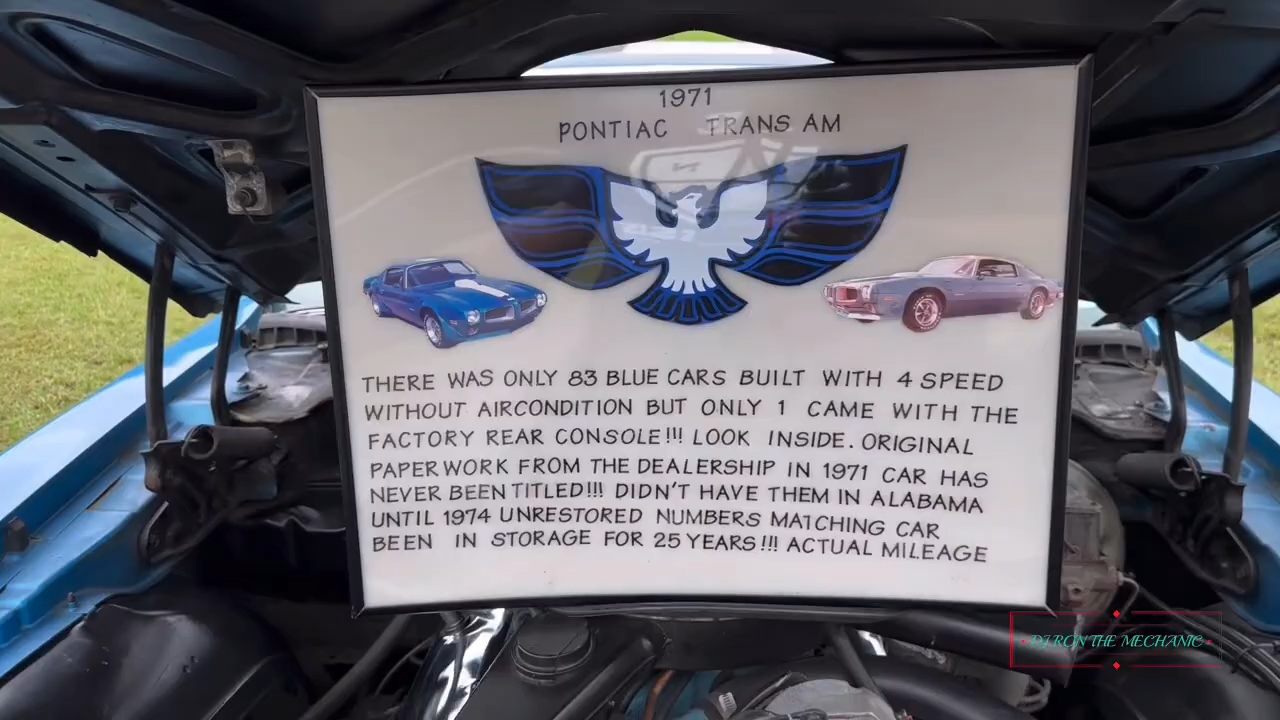 1971
PONTIAC TRANS AM
THERE WAS ONLY 83 BLUE CARS BUILT WITH 4 SPEED
WITHOUT AIRCONDITION BUT ONLY 1 CAME WITH THE
FACTORY REAR CONSOLE!!! LOOK INSIDE. ORIGINAL
PAPERWORK FROM THE DEALERSHIP IN 1971 CAR HAS
NEVER BEEN TITLED!!! DIDN'T HAVE THEM IN ALABAMA
UNTIL 1974 UNRESTORED NUMBERS MATCHING CAR
BEEN IN STORAGE FOR 25 YEARS!!! ACTUAL MILEAGE
DJ RON THE MECHANIC